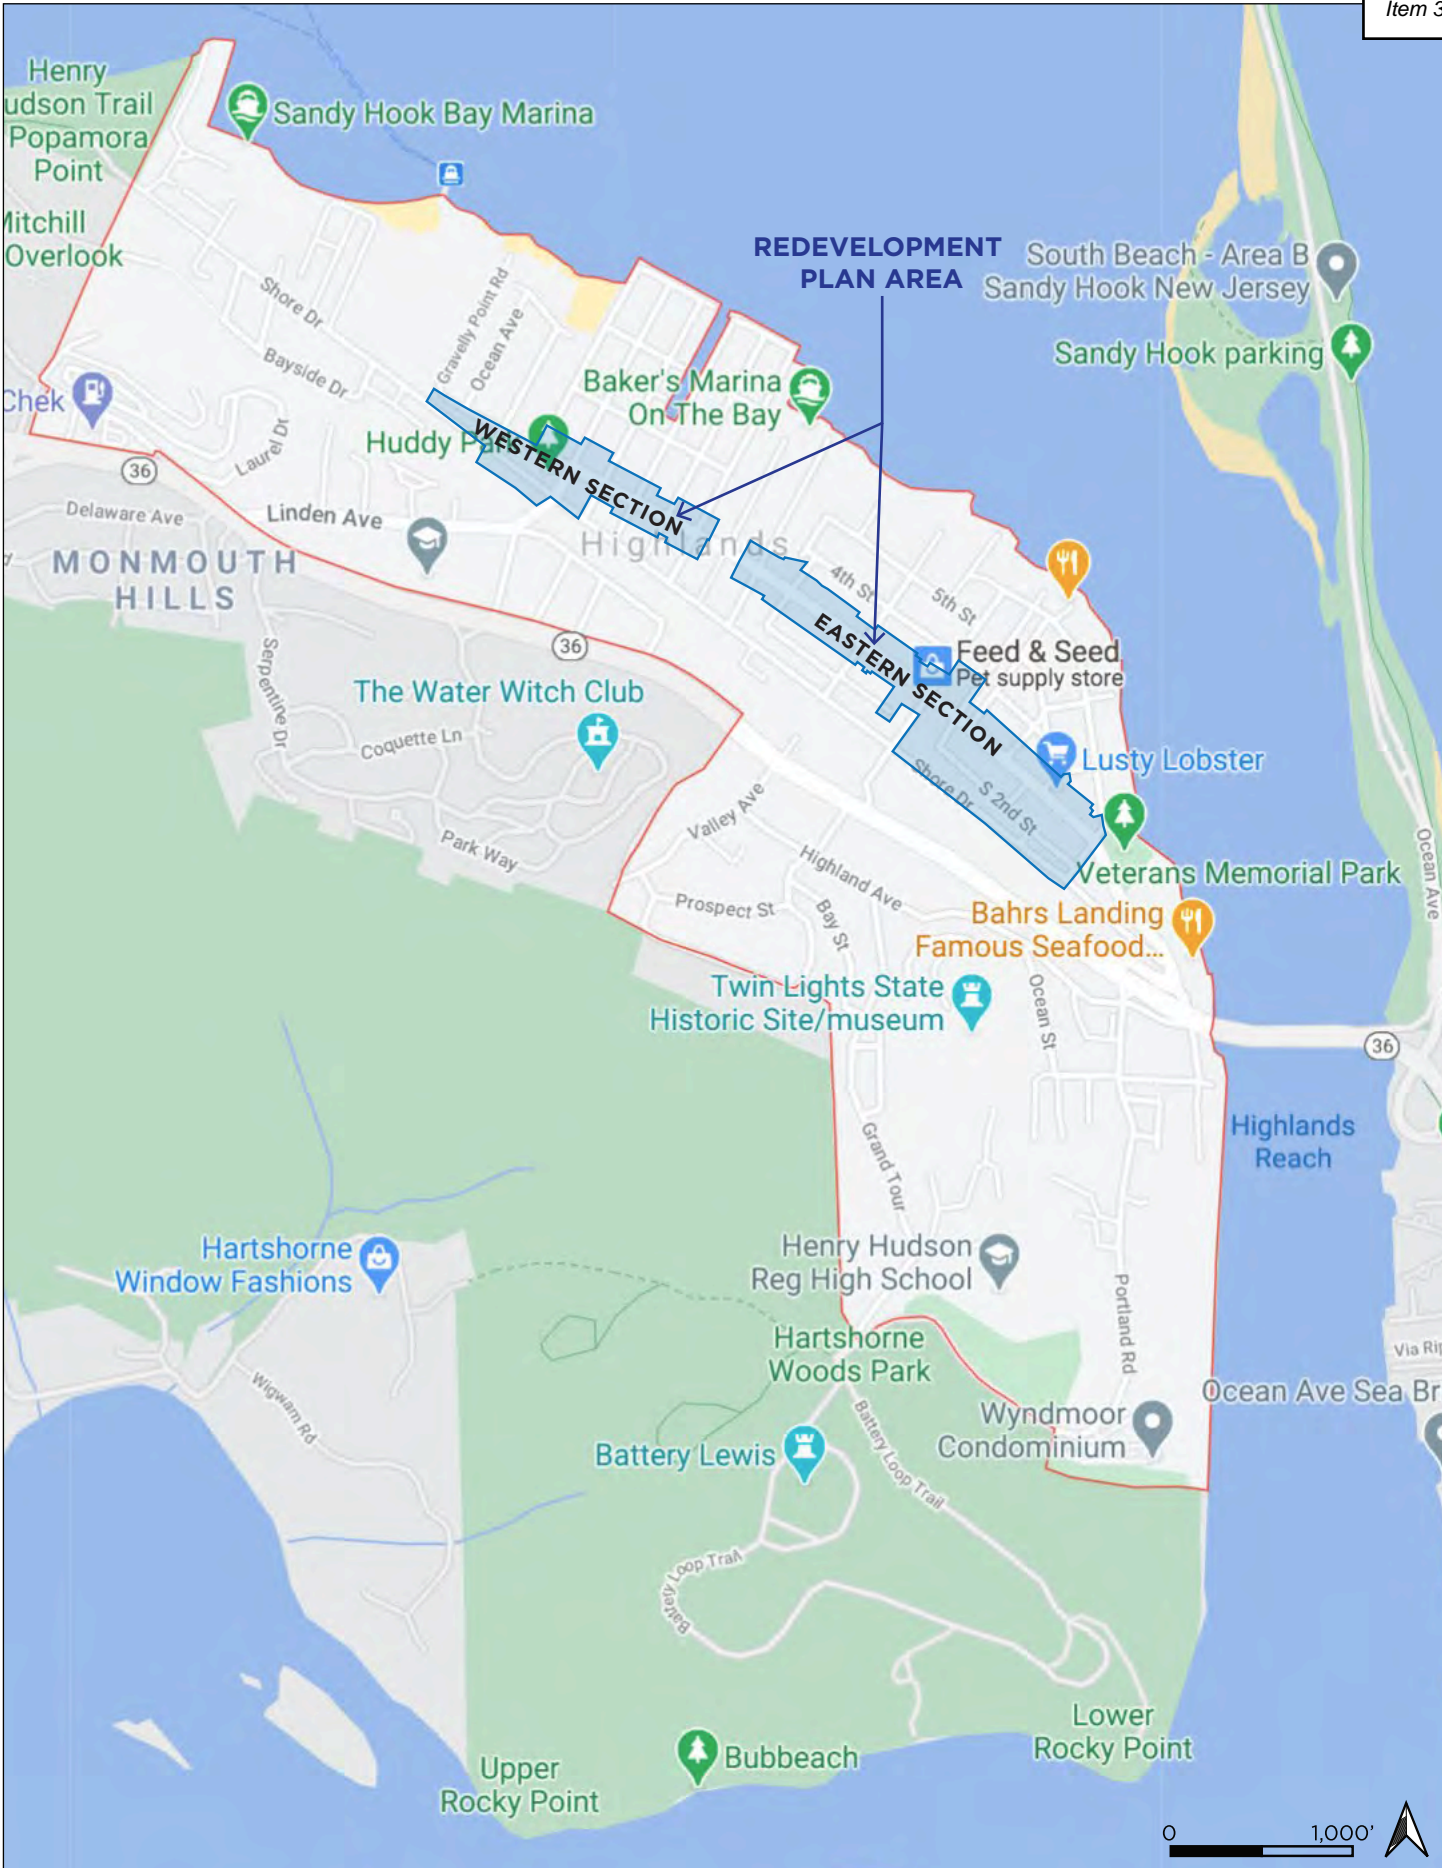 Item 3
Henry
udson Trail
Popamora
Point
Sandy Hook Bay Marina
Mitchill
Overlook
REDEVELOPMENT
PLAN AREA
South Beach - Area B
Sandy Hook New Jersey
Sandy Hook parking
Shore Dr
Gravelly Point Rd
Ocean Ave
Bayside Dr
Chek
Baker's Marina
On The Bay
Huddy Par
WESTERN SECTION
Laurel Dr
36
Delaware Ave
Linden Ave
Highlands
MONMOUTH
HILLS
4th St
5th St
EASTERN SECTION
36
Feed & Seed
Pet supply store
Serpentine Dr
The Water Witch Club
Coquette Ln
Lusty Lobster
Shore Dr
S 2nd St
Valley Ave
Park Way
Highland Ave
Veterans Memorial Park
Ocean Ave
Prospect St
Bay St
Bahrs Landing
Famous Seafood...
Twin Lights State
Historic Site/museum
Ocean St
36
Highlands
Reach
Grand Tour
Hartshorne
Window Fashions
Henry Hudson
Reg High School
Portland Rd
Hartshorne
Woods Park
Via Rip
Wigwam Rd
Ocean Ave Sea Br
Wyndmoor
Condominium
Battery Lewis
Battery Loop Trail
Battery Loop Trail
Lower
Rocky Point
Bubbeach
Upper
Rocky Point
0 1,000'